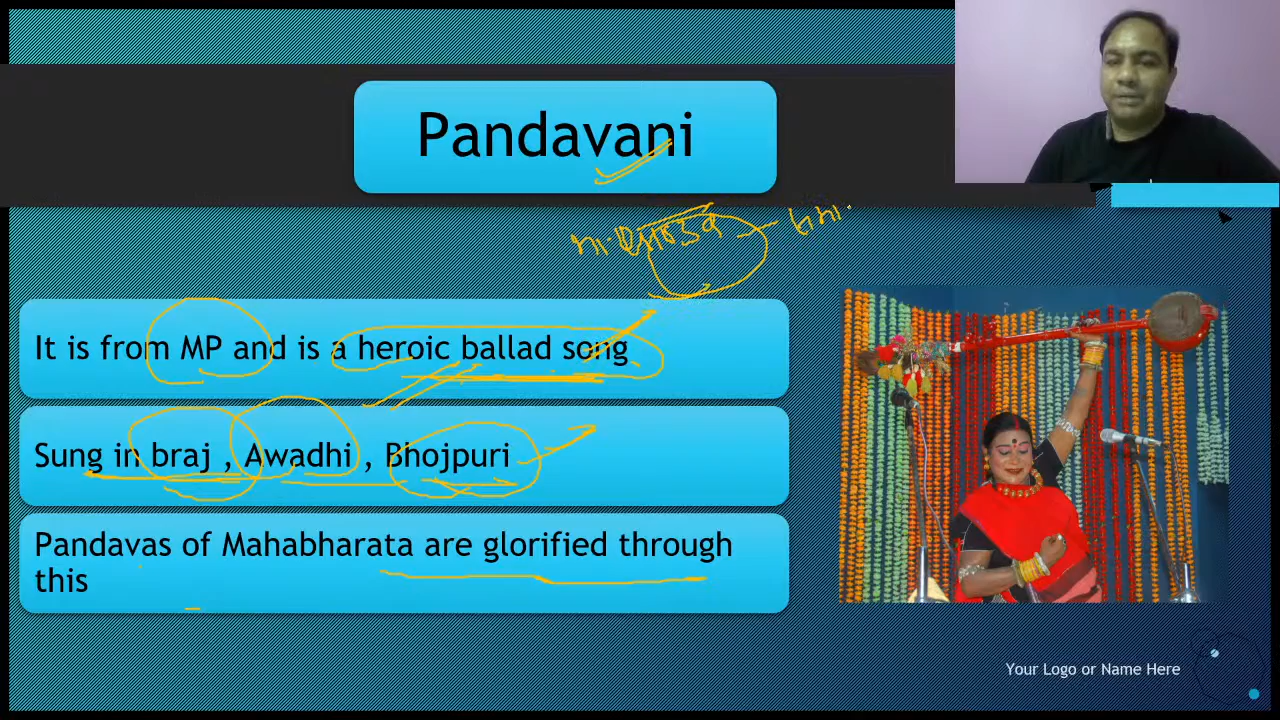 Pandavani
It is from MP and is a heroic ballad song
Sung in braj , Awadhi , Bhojpuri
Pandavas of Mahabharata are glorified through
this
Your Logo or Name Here